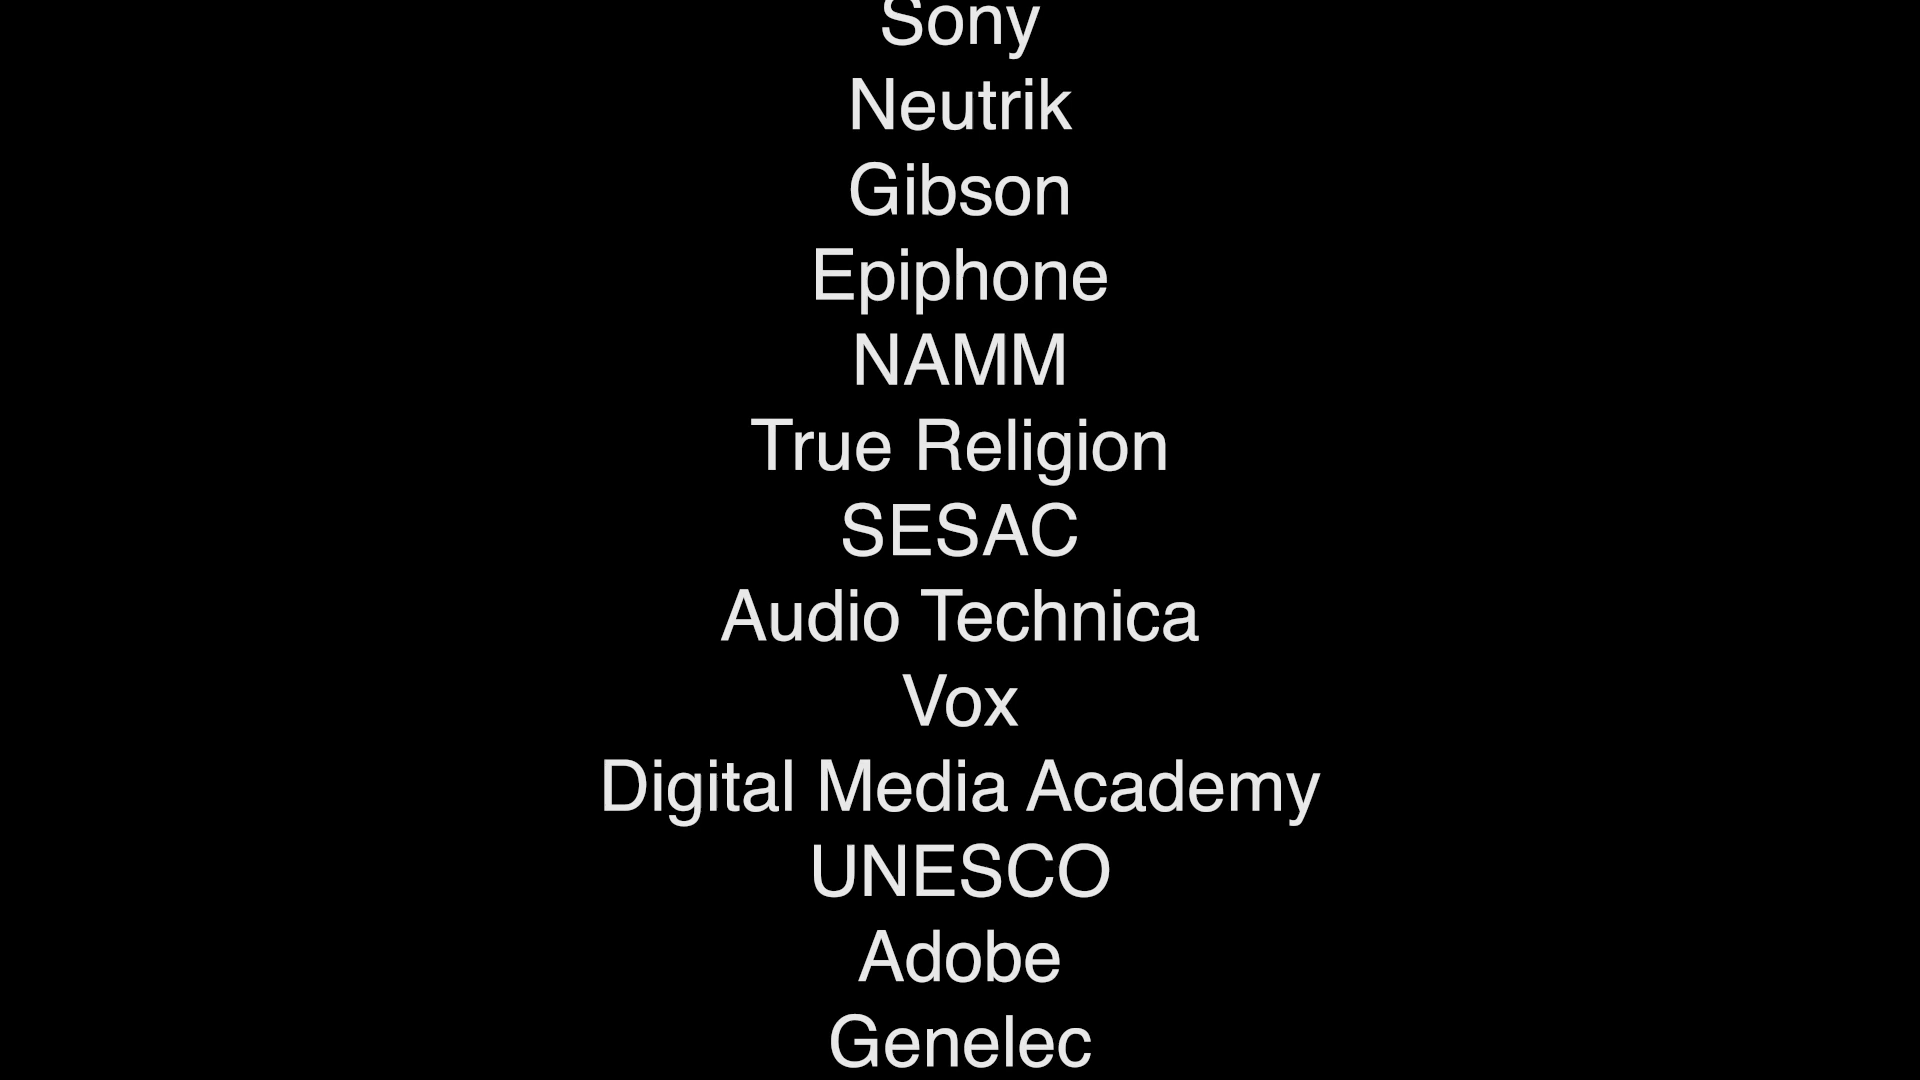 Sony
Neutrik
Gibson
Epiphone
NAMM
True Religion
SESAC
Audio Technica
Vox
Digital Media Academy
UNESCO
Adobe
Genelec